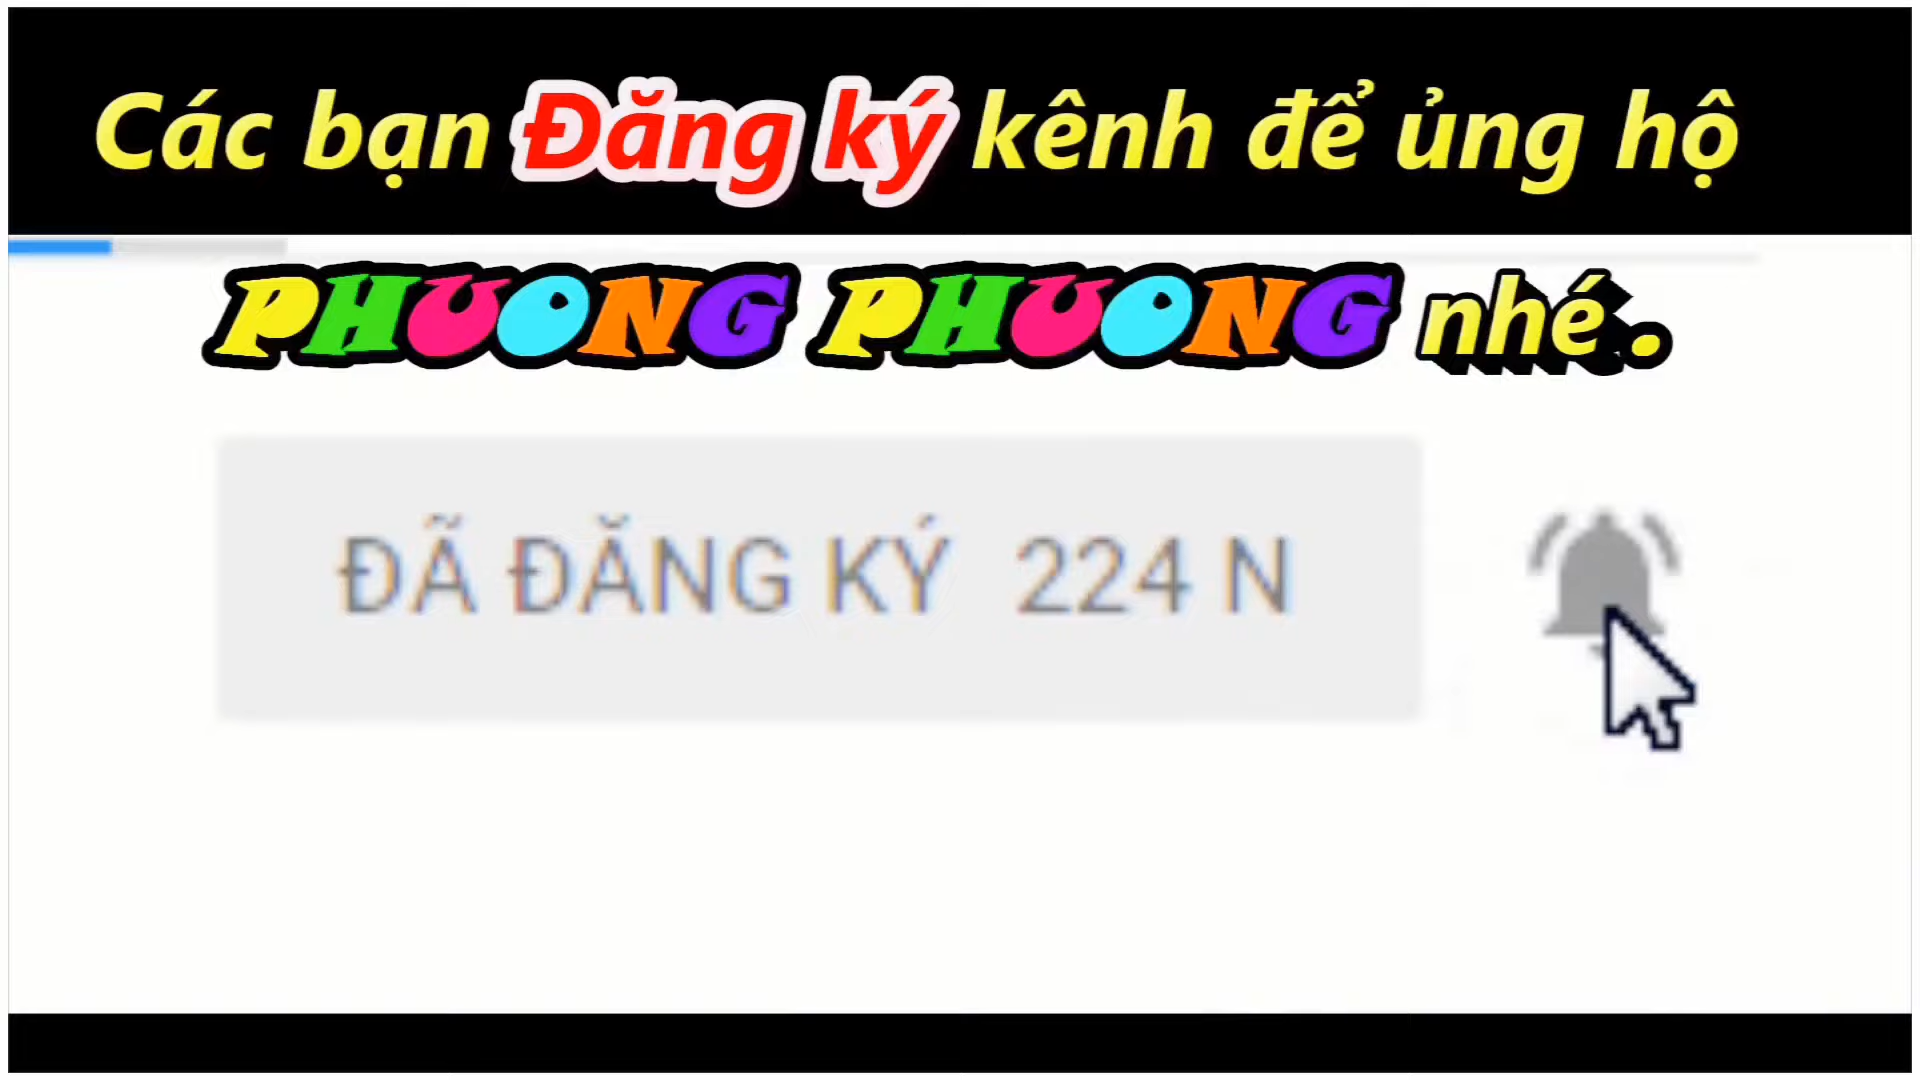 Các bạn Đăng ký kênh để ủng hộ
PHUONG PHUONG nhé.
ĐÃ ĐĂNG KÝ 224 N